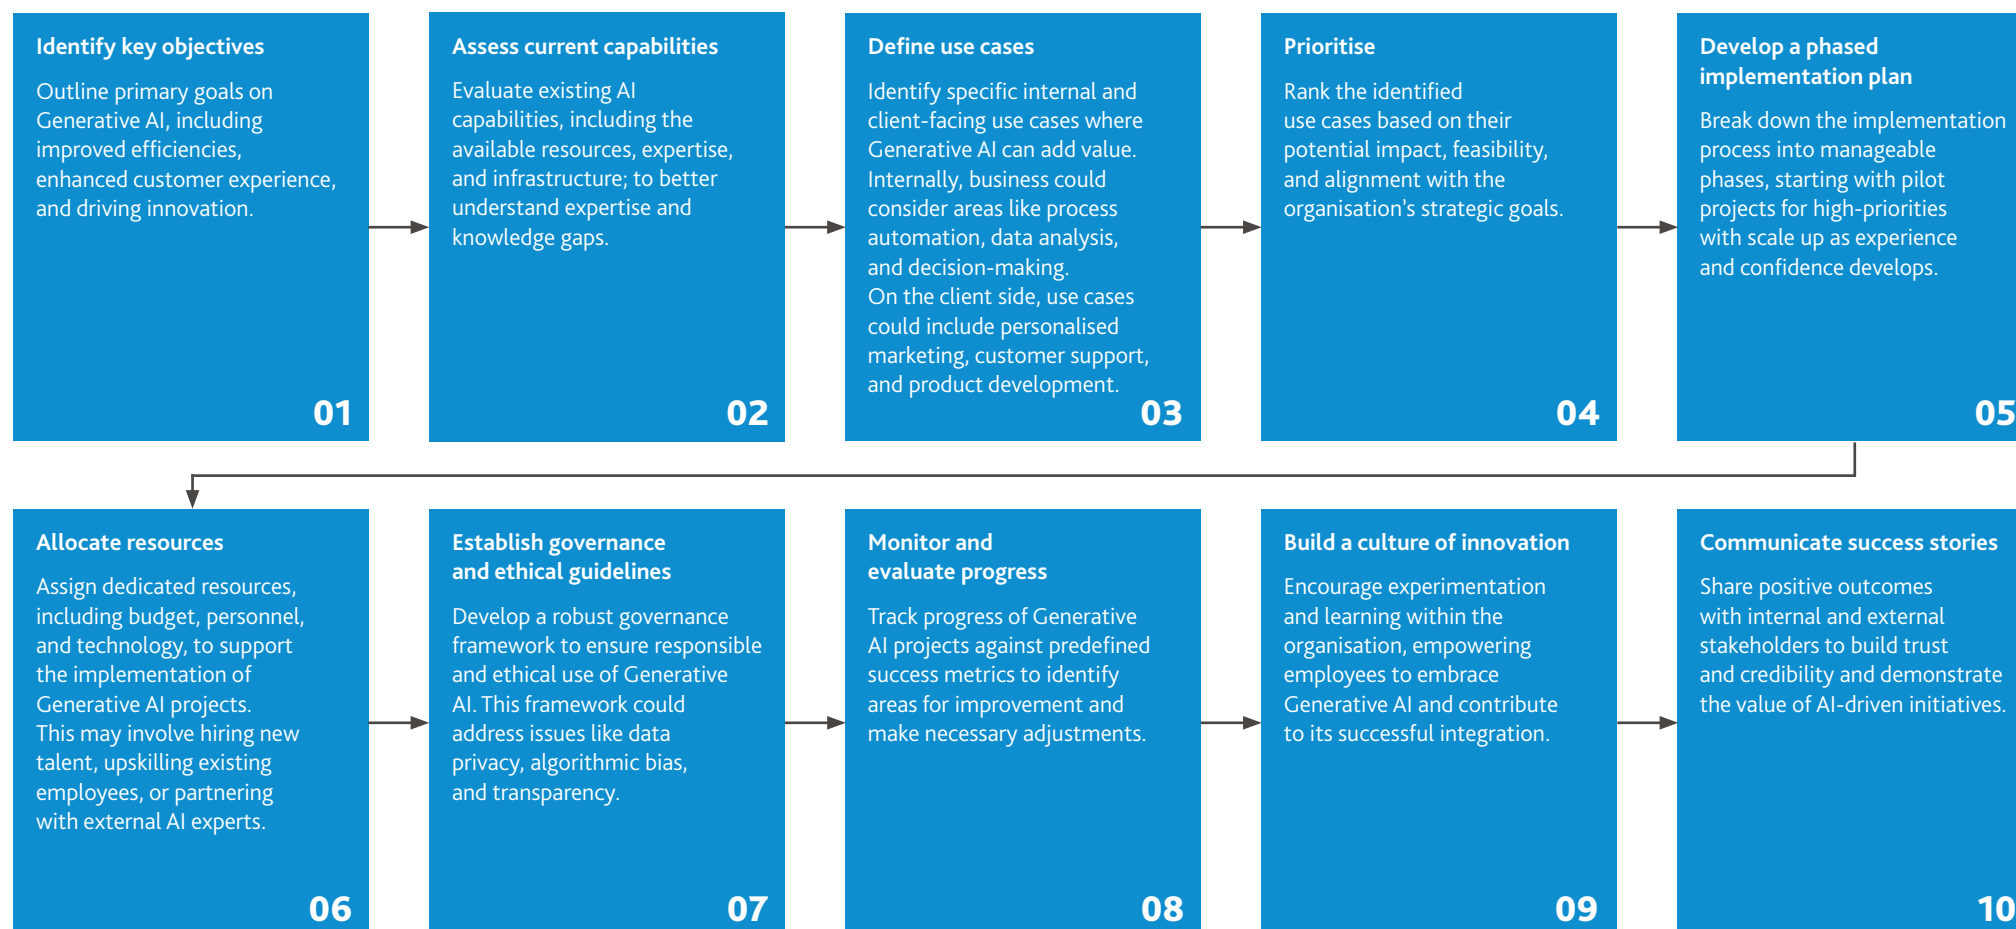 Identify key objectives
Outline primary goals on
Generative AI, including
improved efficiencies,
enhanced customer experience,
and driving innovation.
01
Assess current capabilities
Evaluate existing AI
capabilities, including the
available resources, expertise,
and infrastructure; to better
understand expertise and
knowledge gaps.
02
Define use cases
Identify specific internal and
client-facing use cases where
Generative AI can add value.
Internally, business could
consider areas like process
automation, data analysis,
and decision-making.
On the client side, use cases
could include personalised
marketing, customer support,
and product development.
03
Prioritise
Rank the identified
use cases based on their
potential impact, feasibility,
and alignment with the
organisation's strategic goals.
04
Develop a phased
implementation plan
Break down the implementation
process into manageable
phases, starting with pilot
projects for high-priorities
with scale up as experience
and confidence develops.
05
Allocate resources
Assign dedicated resources,
including budget, personnel,
and technology, to support
the implementation of
Generative AI projects.
This may involve hiring new
talent, upskilling existing
employees, or partnering
with external AI experts.
06
Establish governance
and ethical guidelines
Develop a robust governance
framework to ensure responsible
and ethical use of Generative
AI. This framework could
address issues like data
privacy, algorithmic bias,
and transparency.
07
Monitor and
evaluate progress
Track progress of Generative
AI projects against predefined
success metrics to identify
areas for improvement and
make necessary adjustments.
08
Build a culture of innovation
Encourage experimentation
and learning within the
organisation, empowering
employees to embrace
Generative AI and contribute
to its successful integration.
09
Communicate success stories
Share positive outcomes
with internal and external
stakeholders to build trust
and credibility and demonstrate
the value of AI-driven initiatives.
10